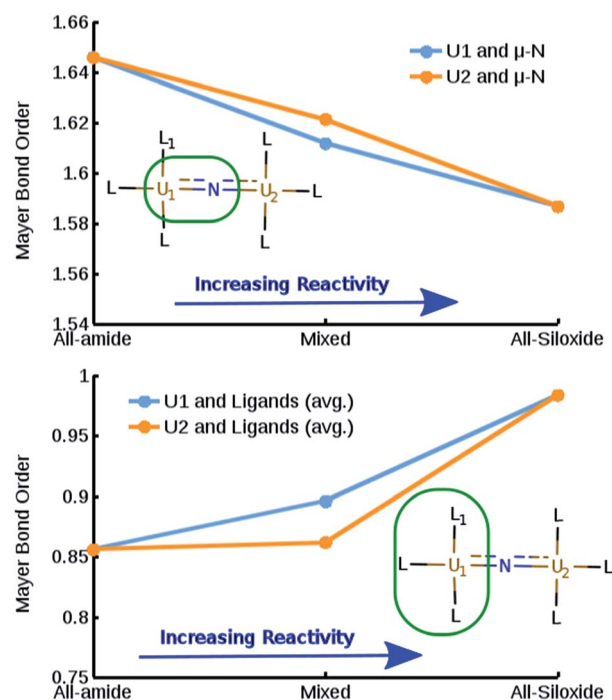 1.66
1.64
1.62
1.6
1.58
1.56
1.54
Mayer Bond Order
U1 and μ-N
U2 and μ-N
L1
L
L U1 N U2 L
L
L
Increasing Reactivity
All-amide Mixed All-Siloxide
1
0.95
0.9
0.85
0.8
0.75
Mayer Bond Order
U1 and Ligands (avg.)
U2 and Ligands (avg.)
L1
L
L U1 N U2 L
L
L
Increasing Reactivity
All-amide Mixed All-Siloxide